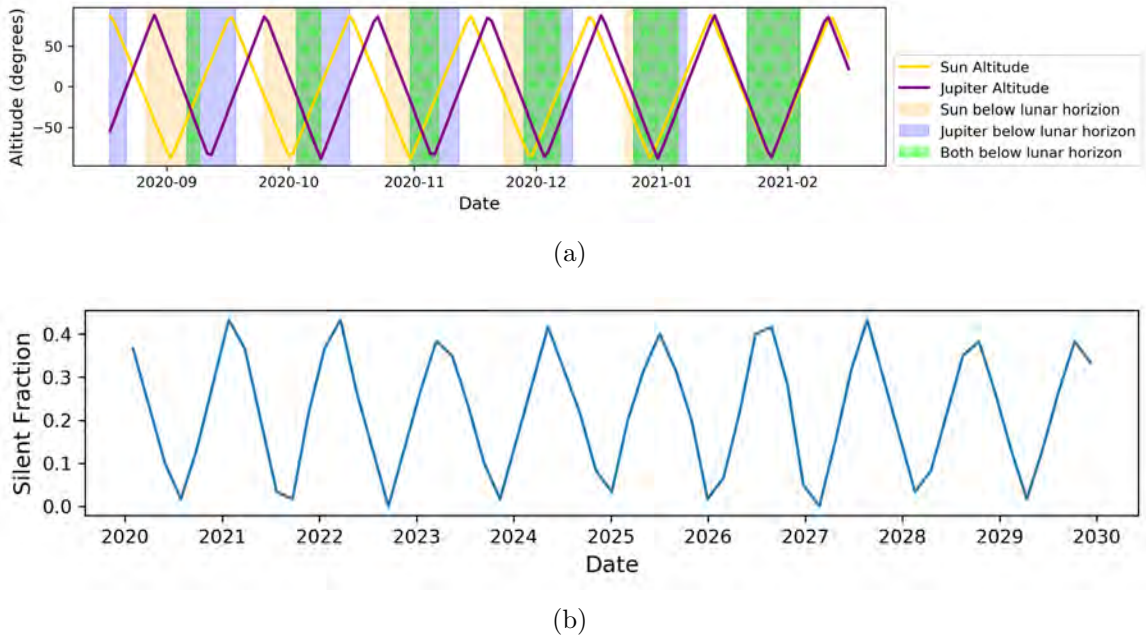 Altitude (degrees)
50
0
−50
2020-09 2020-10 2020-11 2020-12 2021-01 2021-02
Date
Sun Altitude
Jupiter Altitude
Sun below lunar horizon
Jupiter below lunar horizon
Both below lunar horizon
(a)
Silent Fraction
0.4
0.3
0.2
0.1
0.0
2020 2021 2022 2023 2024 2025 2026 2027 2028 2029 2030
Date
(b)